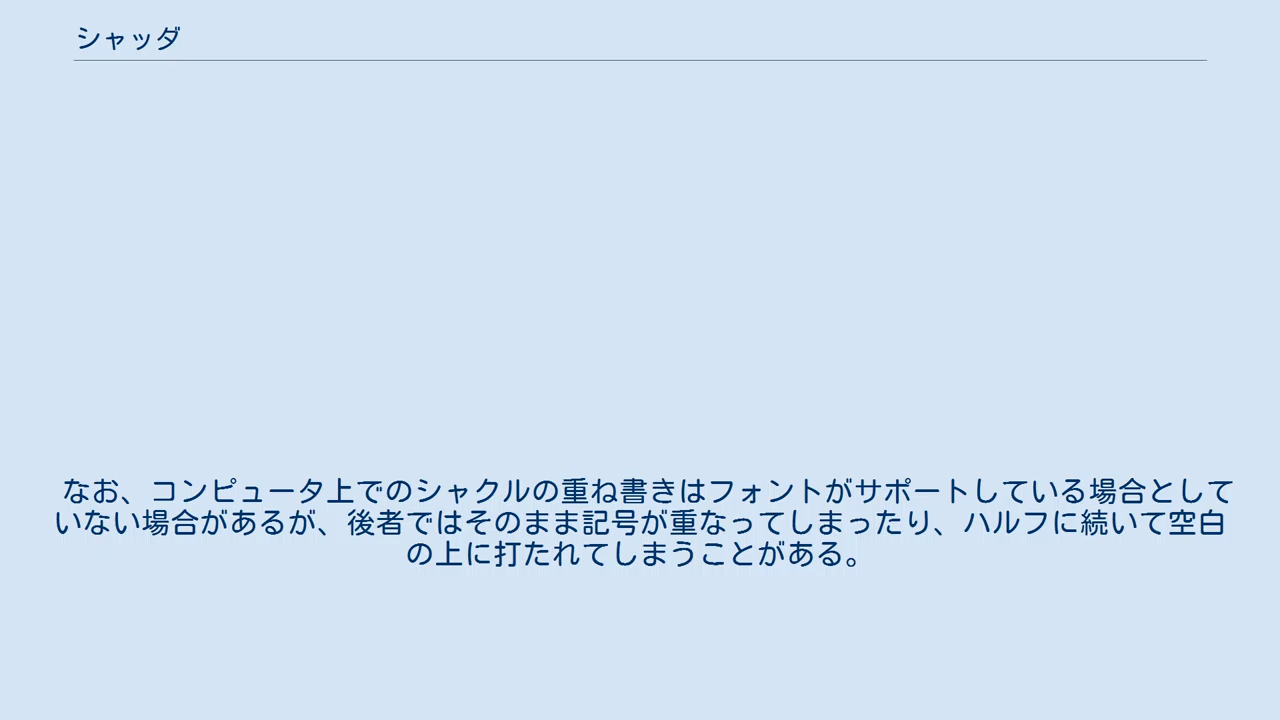 シャッダ
なお、コンピュータ上でのシャクルの重ね書きはフォントがサポートしている場合として
いない場合があるが、後者ではそのまま記号が重なってしまったり、ハルフに続いて空白
の上に打たれてしまうことがある。